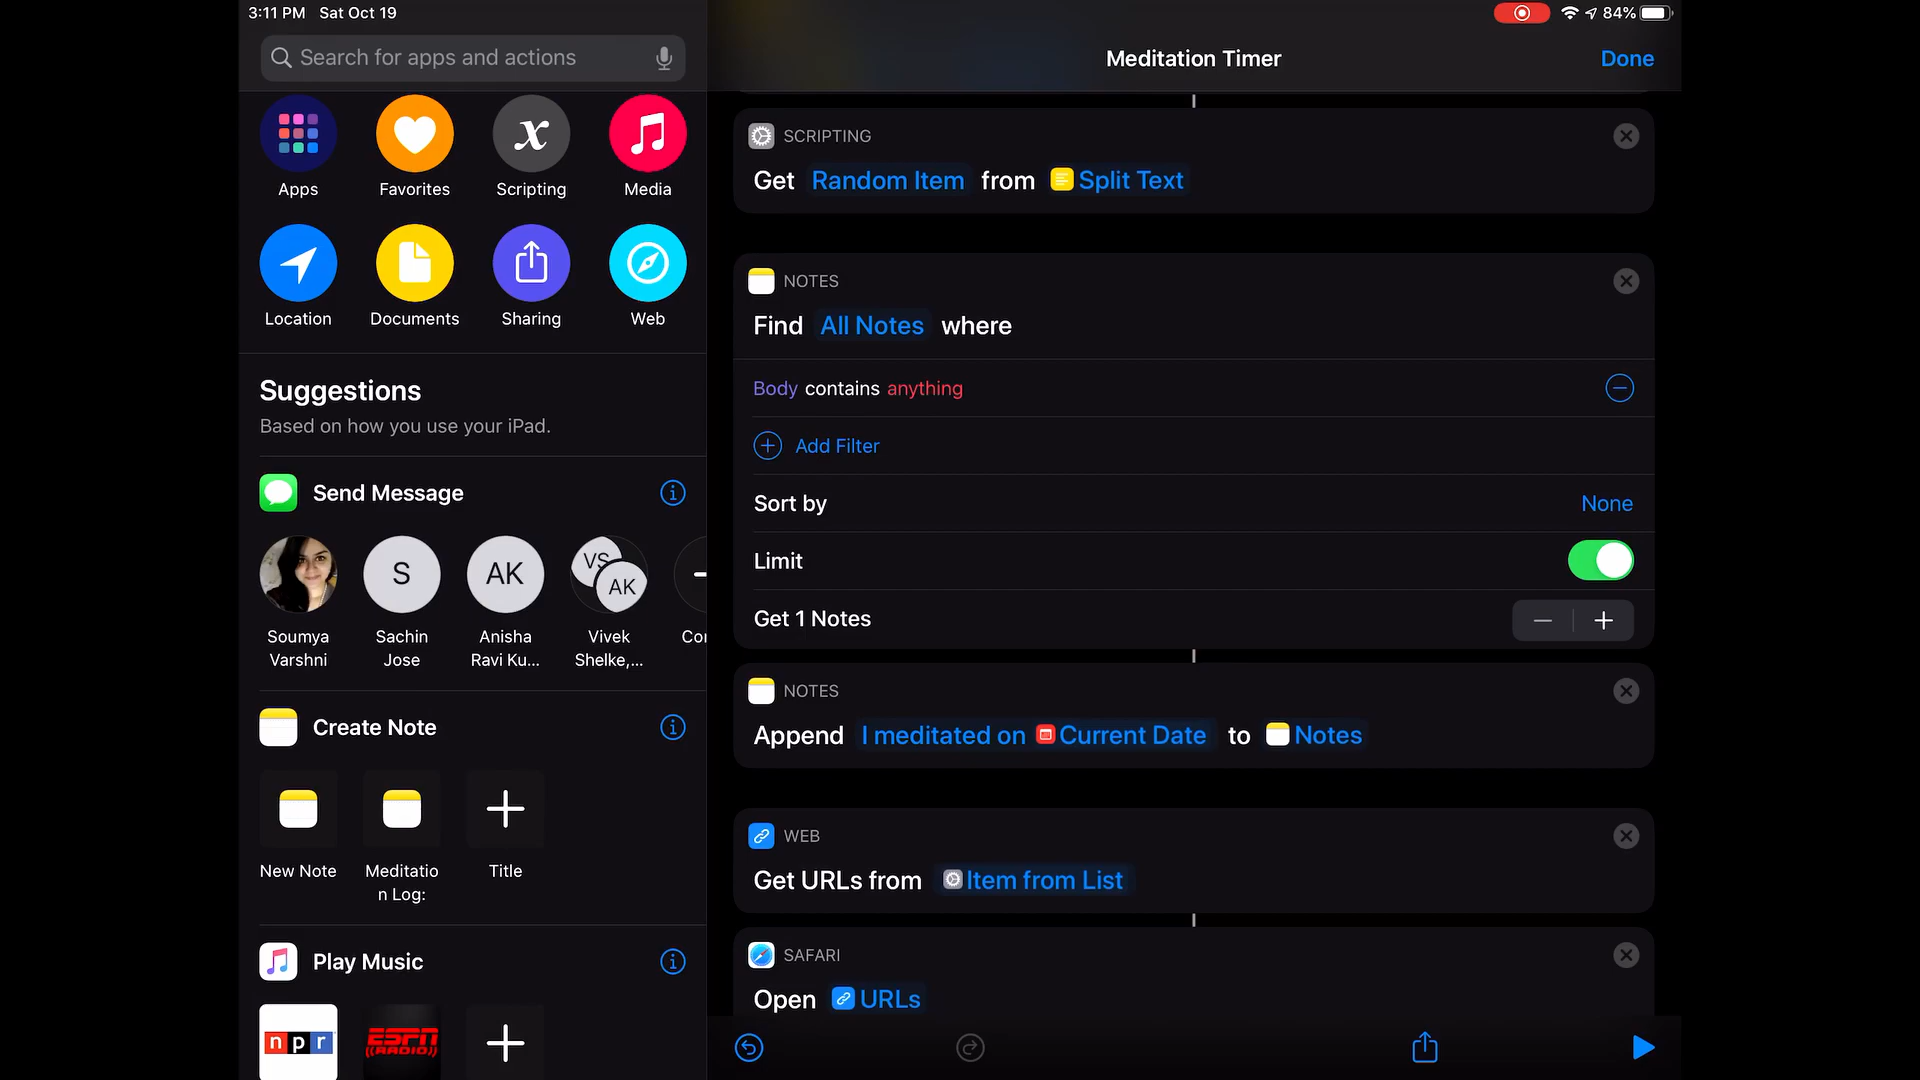 3:11 PM Sat Oct 19
84%
Search for apps and actions
Apps
Favorites
Scripting
Media
Location
Documents
Sharing
Web
Suggestions
Based on how you use your iPad.
Send Message
S
AK
VS
AK
Soumya
Varshni
Sachin
Jose
Anisha
Ravi Ku...
Vivek
Shelke,...
Cor
Create Note
New Note
Meditatio
n Log:
Title
Play Music
npr
ESPN
RADIO
Meditation Timer
Done
SCRIPTING
Get Random Item from Split Text
NOTES
Find All Notes where
Body contains anything
Add Filter
Sort by None
Limit
Get 1 Notes
NOTES
Append I meditated on Current Date to Notes
WEB
Get URLs from Item from List
SAFARI
Open URLs